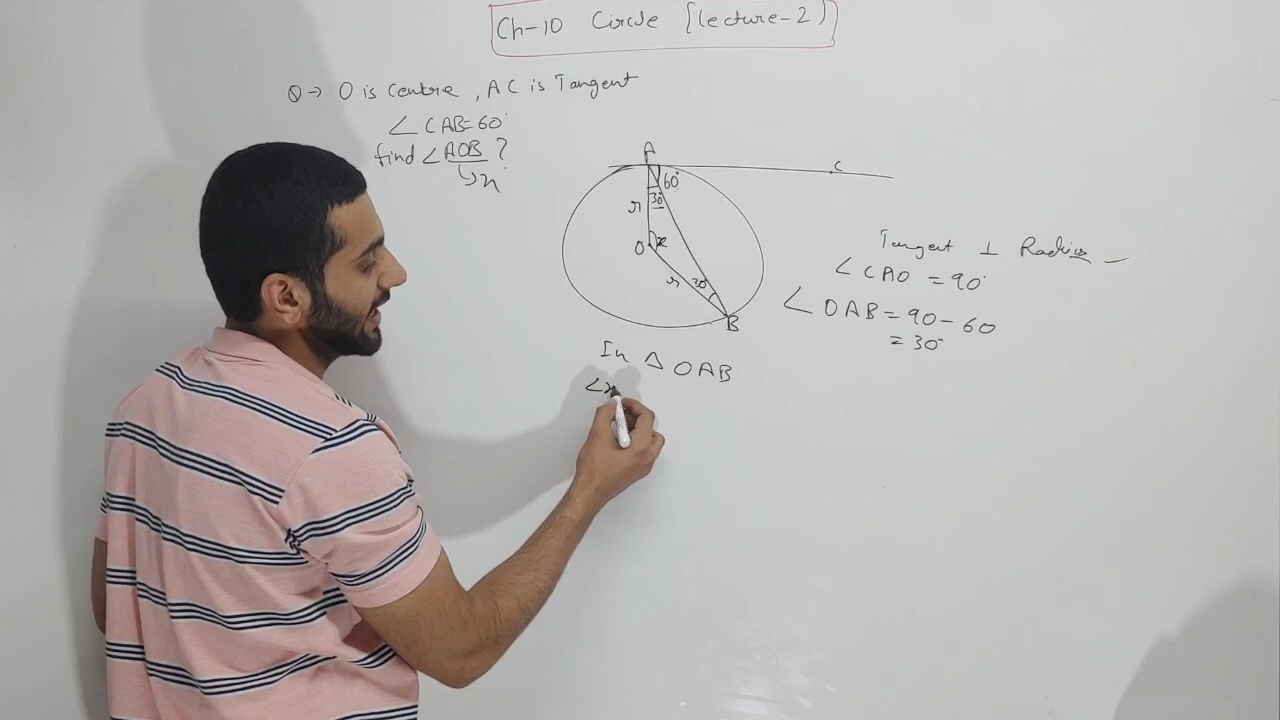 Ch-10 Circle [lecture-2)
Q→ O is Centre, AC is Tangent
∠CAB=60°
find ∠AOB ?
↳x
A
C
60°
30
r
O
x
r
30
B
Tangent ⊥ Radius
∠CAO = 90°
∠OAB = 90 - 60
= 30°
In △ OAB
∠x